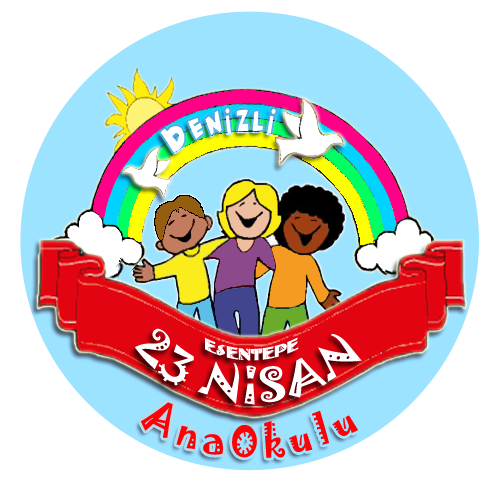 DENİZLİ
ESENTEPE
23 NİSAN
AnaOkulu